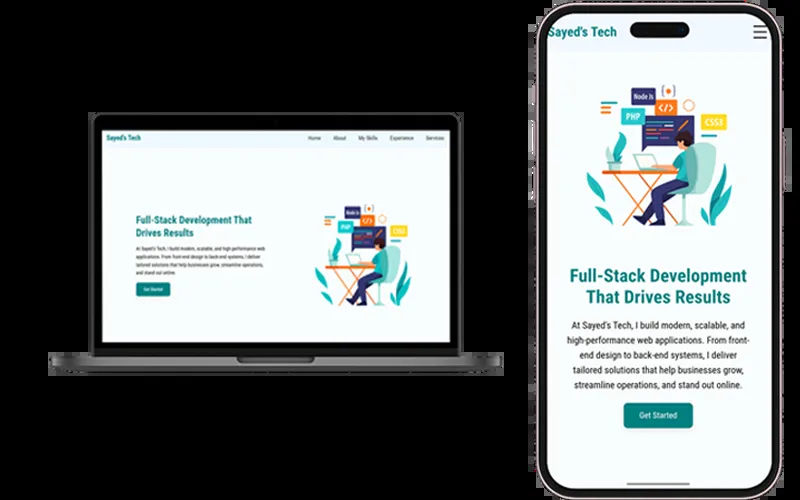 Sayed's Tech
Home About My Skills Experience Services
Full-Stack Development That
Drives Results
At Sayed's Tech, I build modern, scalable, and high-performance web
applications. From front-end design to back-end systems, I deliver
tailored solutions that help businesses grow, streamline operations,
and stand out online.
Get Started
Node Js
{ }
</>
PHP
CSS3
Sayed's Tech
Node Js
{ }
</>
PHP
CSS3
Full-Stack Development
That Drives Results
At Sayed's Tech, I build modern, scalable, and
high-performance web applications. From front-
end design to back-end systems, I deliver
tailored solutions that help businesses grow,
streamline operations, and stand out online.
Get Started